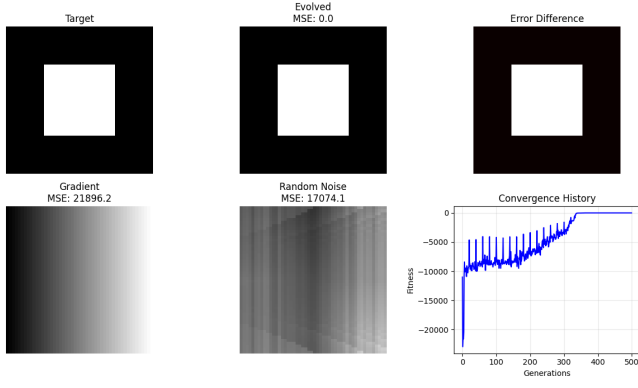 Target
Evolved
MSE: 0.0
Error Difference
Gradient
MSE: 21896.2
Random Noise
MSE: 17074.1
Convergence History
0
−5000
−10000
−15000
−20000
Fitness
0 100 200 300 400 500
Generations